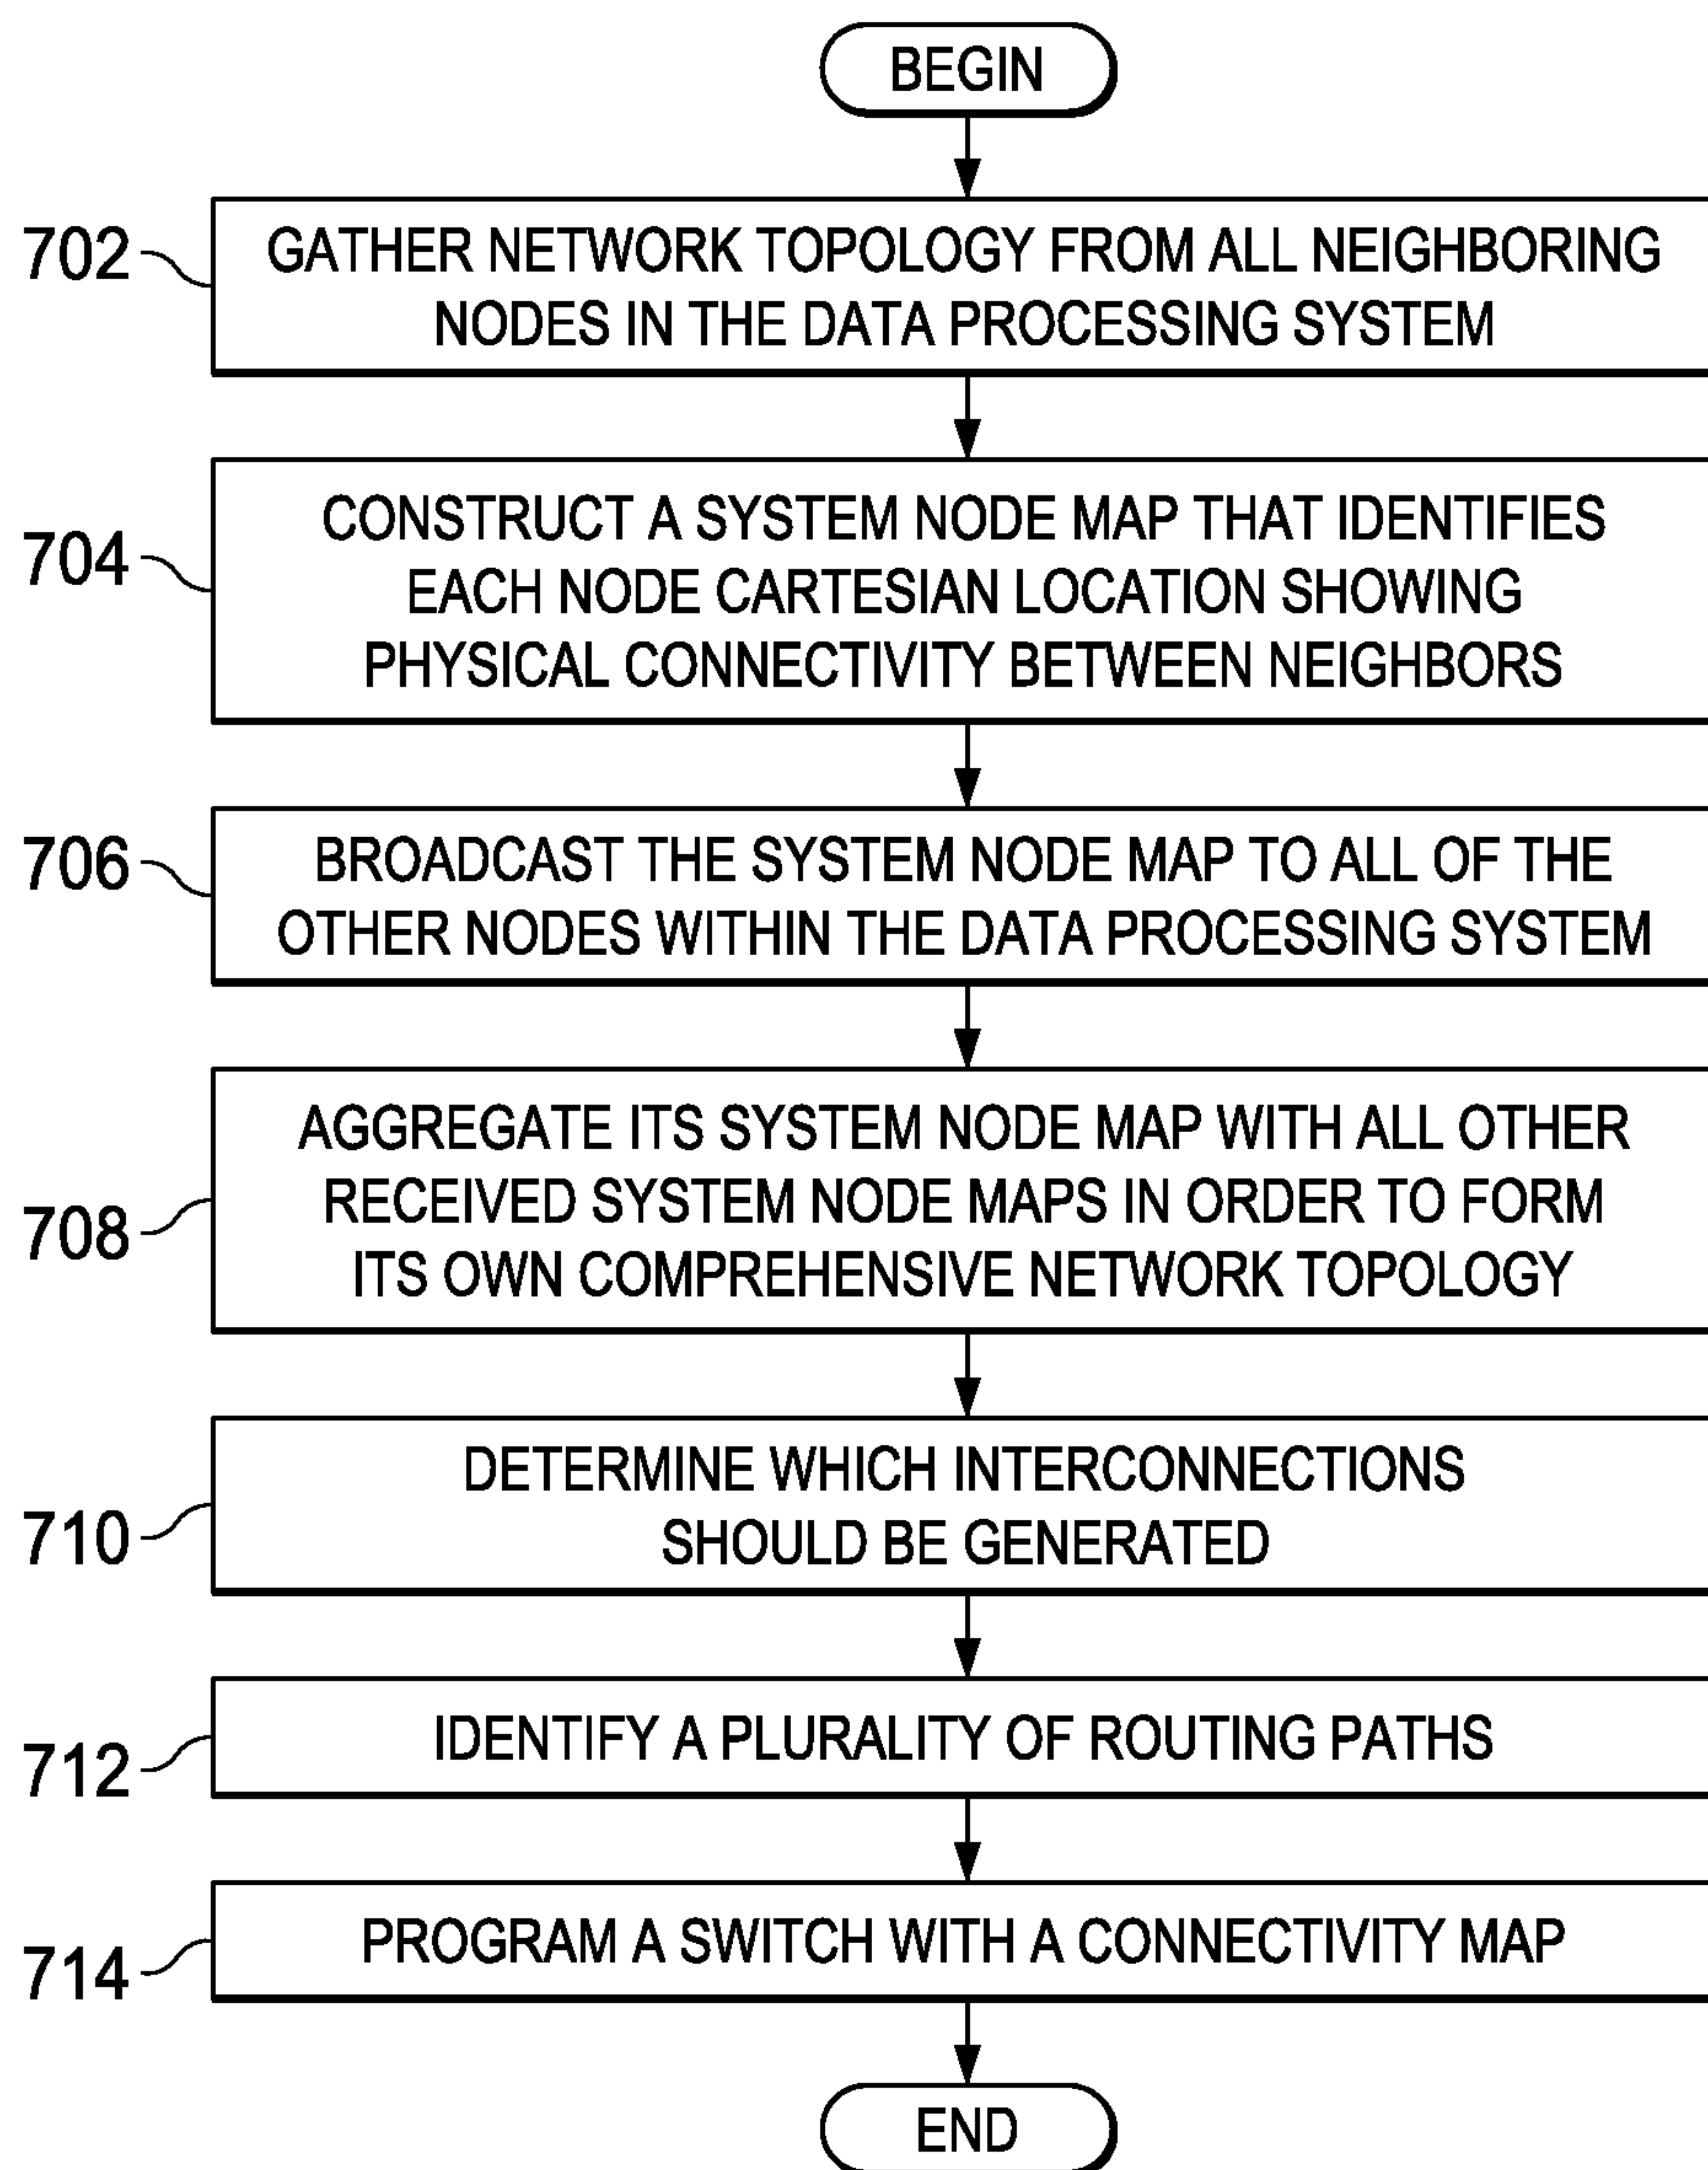 BEGIN
702
GATHER NETWORK TOPOLOGY FROM ALL NEIGHBORING
NODES IN THE DATA PROCESSING SYSTEM
704
CONSTRUCT A SYSTEM NODE MAP THAT IDENTIFIES
EACH NODE CARTESIAN LOCATION SHOWING
PHYSICAL CONNECTIVITY BETWEEN NEIGHBORS
706
BROADCAST THE SYSTEM NODE MAP TO ALL OF THE
OTHER NODES WITHIN THE DATA PROCESSING SYSTEM
708
AGGREGATE ITS SYSTEM NODE MAP WITH ALL OTHER
RECEIVED SYSTEM NODE MAPS IN ORDER TO FORM
ITS OWN COMPREHENSIVE NETWORK TOPOLOGY
710
DETERMINE WHICH INTERCONNECTIONS
SHOULD BE GENERATED
712
IDENTIFY A PLURALITY OF ROUTING PATHS
714
PROGRAM A SWITCH WITH A CONNECTIVITY MAP
END